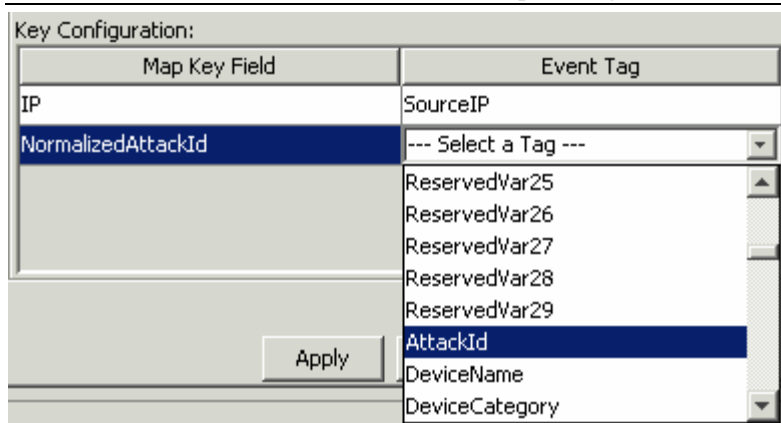 Key Configuration:
Map Key Field Event Tag
IP SourceIP
NormalizedAttackId --- Select a Tag ---
ReservedVar25
ReservedVar26
ReservedVar27
ReservedVar28
ReservedVar29
AttackId
Apply
DeviceName
DeviceCategory